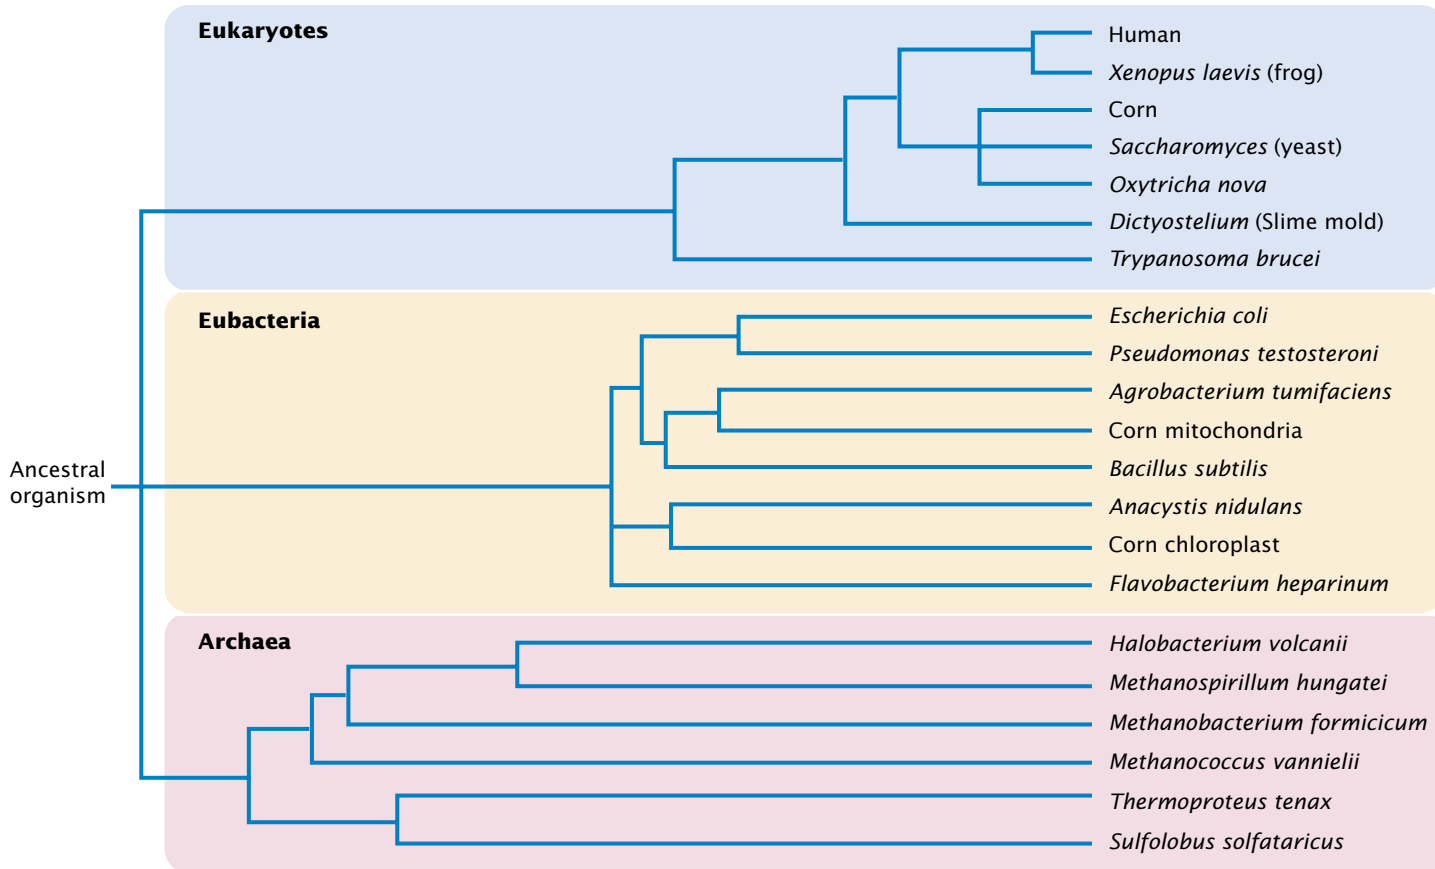 Eukaryotes
Human
Xenopus laevis (frog)
Corn
Saccharomyces (yeast)
Oxytricha nova
Dictyostelium (Slime mold)
Trypanosoma brucei
Eubacteria
Escherichia coli
Pseudomonas testosteroni
Agrobacterium tumifaciens
Corn mitochondria
Bacillus subtilis
Ancestral
organism
Anacystis nidulans
Corn chloroplast
Flavobacterium heparinum
Archaea
Halobacterium volcanii
Methanospirillum hungatei
Methanobacterium formicicum
Methanococcus vannielii
Thermoproteus tenax
Sulfolobus solfataricus